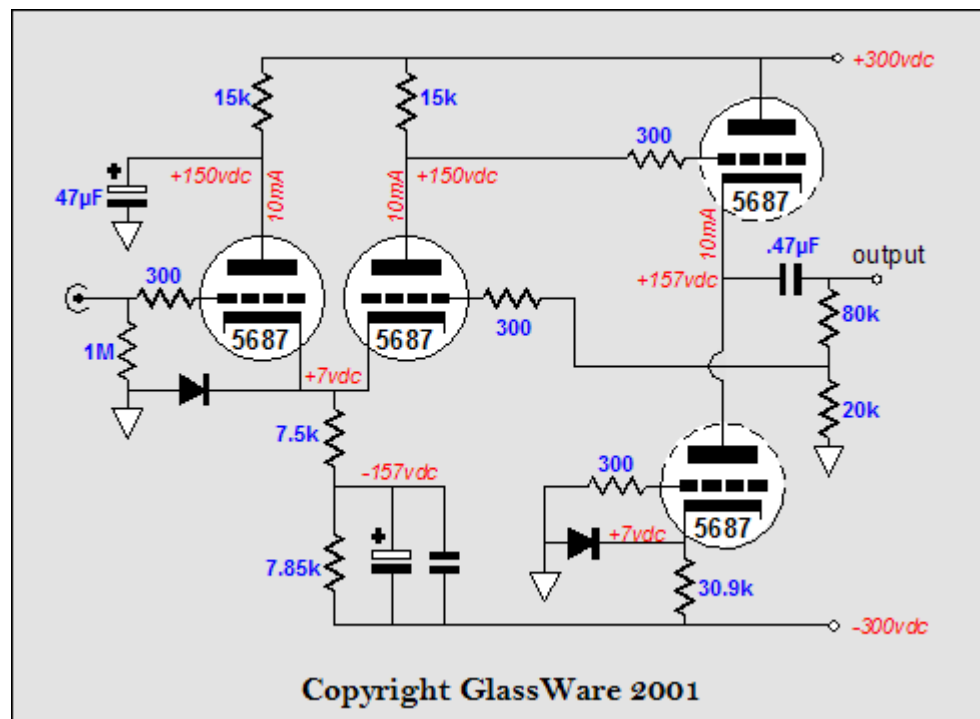 +300vdc
15k
15k
300
+150vdc
+150vdc
47µF
10mA
10mA
5687
10mA
.47µF
output
+157vdc
300
300
5687
5687
80k
1M
+7vdc
20k
7.5k
-157vdc
300
5687
+7vdc
7.85k
30.9k
-300vdc
Copyright GlassWare 2001